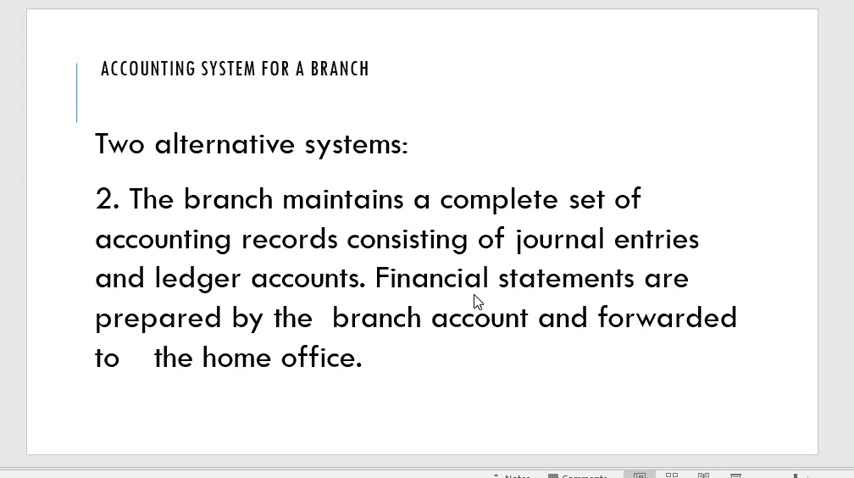 ACCOUNTING SYSTEM FOR A BRANCH
Two alternative systems:
2. The branch maintains a complete set of
accounting records consisting of journal entries
and ledger accounts. Financial statements are
prepared by the branch account and forwarded
to the home office.